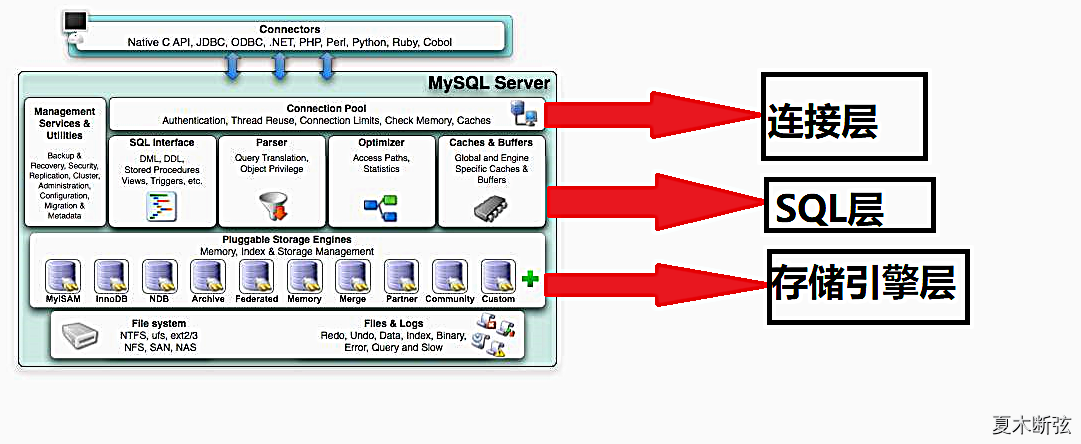 Connectors
Native C API, JDBC, ODBC, .NET, PHP, Perl, Python, Ruby, Cobol
MySQL Server
Management
Services &
Utilities
Backup &
Recovery, Security,
Replication, Cluster,
Administration,
Configuration,
Migration &
Metadata
Connection Pool
Authentication, Thread Reuse, Connection Limits, Check Memory, Caches
连接层
SQL Interface
DML, DDL,
Stored Procedures
Views, Triggers, etc.
Parser
Query Translation,
Object Privilege
Optimizer
Access Paths,
Statistics
Caches & Buffers
Global and Engine
Specific Caches &
Buffers
SQL层
Pluggable Storage Engines
Memory, Index & Storage Management
MyISAM
InnoDB
NDB
Archive
Federated
Memory
Merge
Partner
Community
Custom
存储引擎层
File system
NTFS, ufs, ext2/3
NFS, SAN, NAS
Files & Logs
Redo, Undo, Data, Index, Binary,
Error, Query and Slow
夏木断弦